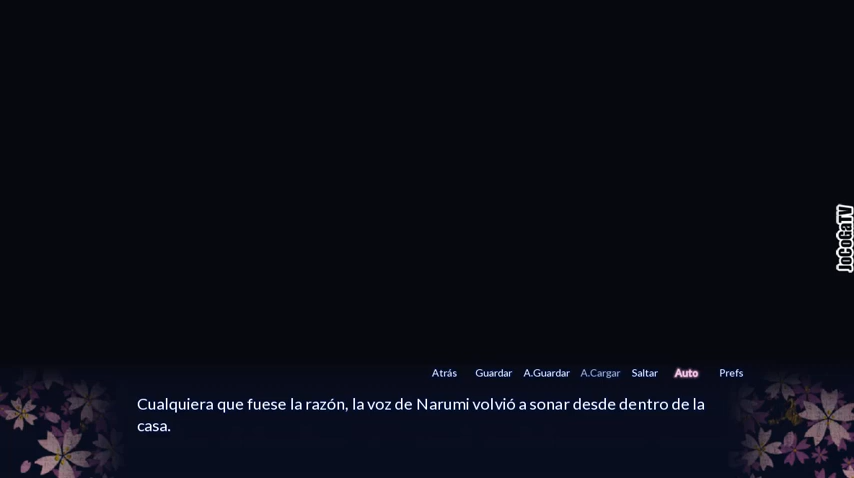 JoCoGaTV
Atrás Guardar A.Guardar A.Cargar Saltar Auto Prefs
Cualquiera que fuese la razón, la voz de Narumi volvió a sonar desde dentro de la
casa.